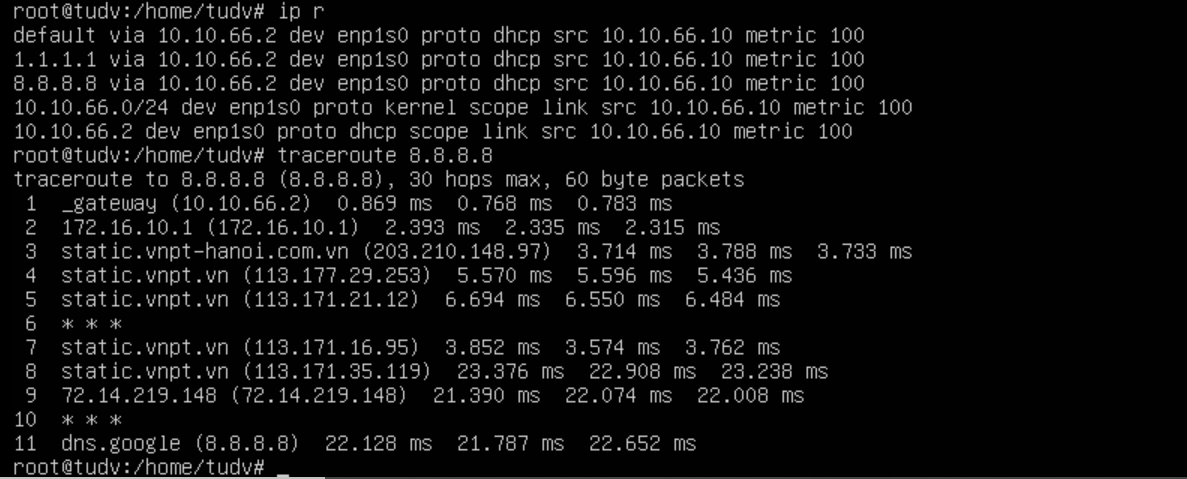 root@tudv:/home/tudv# ip r
default via 10.10.66.2 dev enp1s0 proto dhcp src 10.10.66.10 metric 100
1.1.1.1 via 10.10.66.2 dev enp1s0 proto dhcp src 10.10.66.10 metric 100
8.8.8.8 via 10.10.66.2 dev enp1s0 proto dhcp src 10.10.66.10 metric 100
10.10.66.0/24 dev enp1s0 proto kernel scope link src 10.10.66.10 metric 100
10.10.66.2 dev enp1s0 proto dhcp scope link src 10.10.66.10 metric 100
root@tudv:/home/tudv# traceroute 8.8.8.8
traceroute to 8.8.8.8 (8.8.8.8), 30 hops max, 60 byte packets
 1  _gateway (10.10.66.2)  0.869 ms  0.768 ms  0.783 ms
 2  172.16.10.1 (172.16.10.1)  2.393 ms  2.335 ms  2.315 ms
 3  static.vnpt-hanoi.com.vn (203.210.148.97)  3.714 ms  3.788 ms  3.733 ms
 4  static.vnpt.vn (113.177.29.253)  5.570 ms  5.596 ms  5.436 ms
 5  static.vnpt.vn (113.171.21.12)  6.694 ms  6.550 ms  6.484 ms
 6  * * *
 7  static.vnpt.vn (113.171.16.95)  3.852 ms  3.574 ms  3.762 ms
 8  static.vnpt.vn (113.171.35.119)  23.376 ms  22.908 ms  23.238 ms
 9  72.14.219.148 (72.14.219.148)  21.390 ms  22.074 ms  22.008 ms
10  * * *
11  dns.google (8.8.8.8)  22.128 ms  21.787 ms  22.652 ms
root@tudv:/home/tudv# _